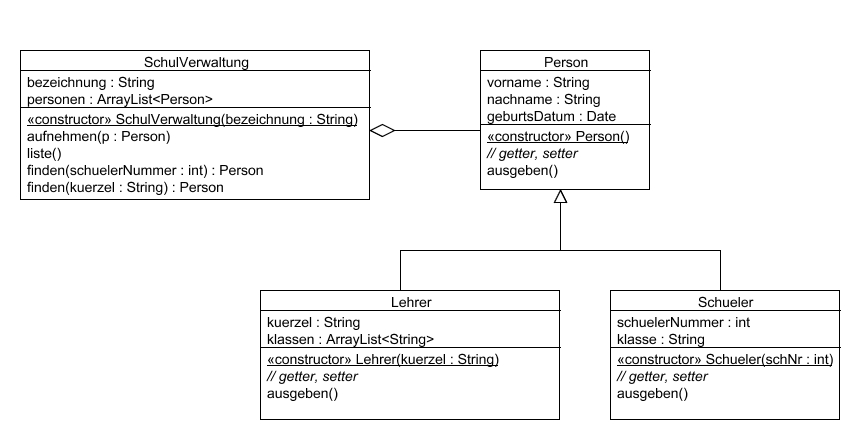 SchulVerwaltung
bezeichnung : String
personen : ArrayList<Person>
«constructor» SchulVerwaltung(bezeichnung : String)
aufnehmen(p : Person)
liste()
finden(schuelerNummer : int) : Person
finden(kuerzel : String) : Person
Person
vorname : String
nachname : String
geburtsDatum : Date
«constructor» Person()
// getter, setter
ausgeben()
Lehrer
kuerzel : String
klassen : ArrayList<String>
«constructor» Lehrer(kuerzel : String)
// getter, setter
ausgeben()
Schueler
schuelerNummer : int
klasse : String
«constructor» Schueler(schNr : int)
// getter, setter
ausgeben()